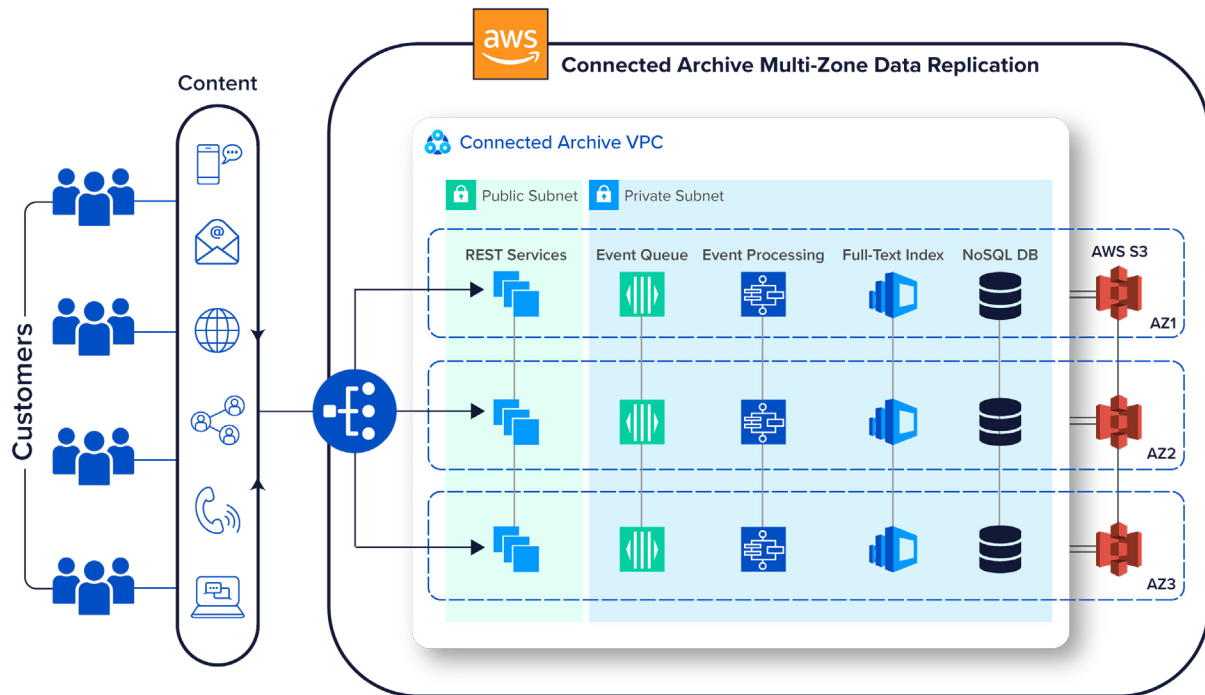 aws
Connected Archive Multi-Zone Data Replication
Content
Customers
@
Connected Archive VPC
Public Subnet
Private Subnet
REST Services
Event Queue
Event Processing
Full-Text Index
NoSQL DB
AWS S3
AZ1
AZ2
AZ3